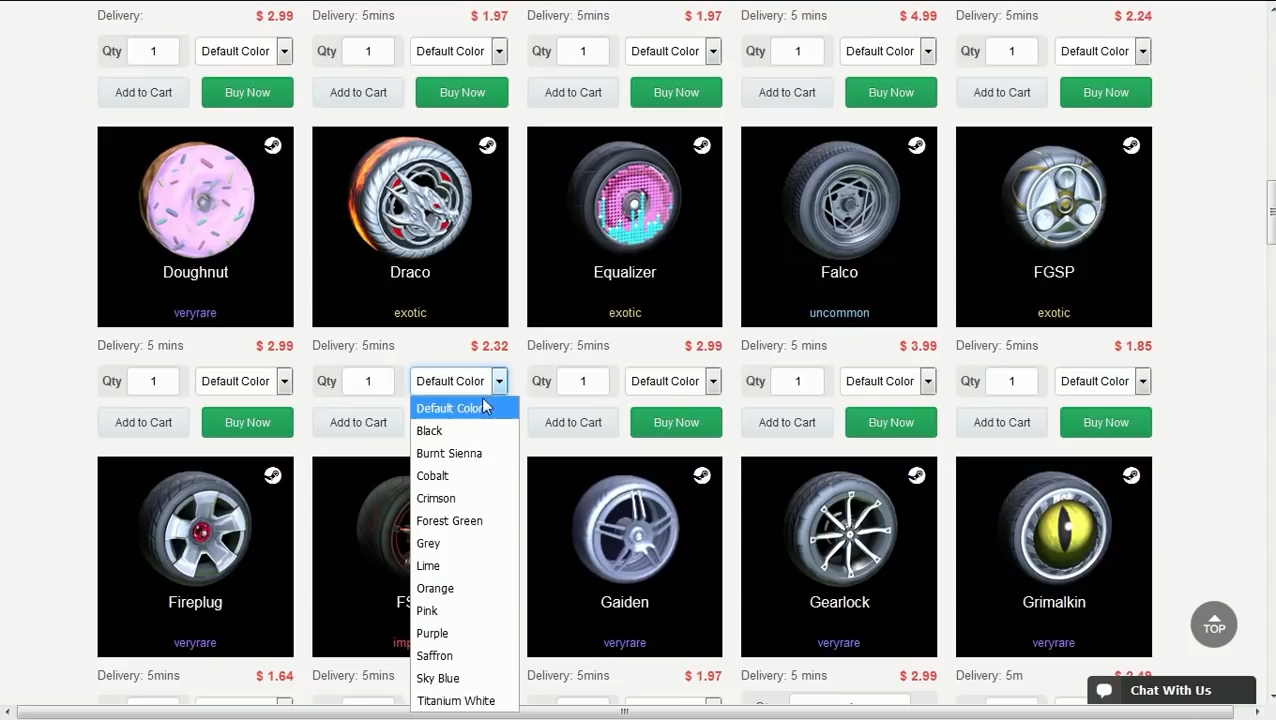 Delivery: $ 2.99 Delivery: 5mins $ 1.97 Delivery: 5mins $ 1.97 Delivery: 5 mins $ 4.99 Delivery: 5mins $ 2.24
Qty 1 Default Color Qty 1 Default Color Qty 1 Default Color Qty 1 Default Color Qty 1 Default Color
Add to Cart Buy Now Add to Cart Buy Now Add to Cart Buy Now Add to Cart Buy Now Add to Cart Buy Now
Doughnut Draco Equalizer Falco FGSP
veryrare exotic exotic uncommon exotic
Delivery: 5 mins $ 2.99 Delivery: 5mins $ 2.32 Delivery: 5mins $ 2.99 Delivery: 5 mins $ 3.99 Delivery: 5mins $ 1.85
Qty 1 Default Color Qty 1 Default Color Qty 1 Default Color Qty 1 Default Color Qty 1 Default Color
Add to Cart Buy Now Add to Cart Add to Cart Buy Now Add to Cart Buy Now Add to Cart Buy Now
Default Color
Black
Burnt Sienna
Cobalt
Crimson
Forest Green
Grey
Lime
Orange
Pink
Purple
Saffron
Sky Blue
Titanium White
Fireplug Gaiden Gearlock Grimalkin
veryrare veryrare veryrare veryrare
TOP
Delivery: 5mins $ 1.64 Delivery: 5mins $ 1.97 Delivery: 5mins $ 2.99 Delivery: 5m
Chat With Us